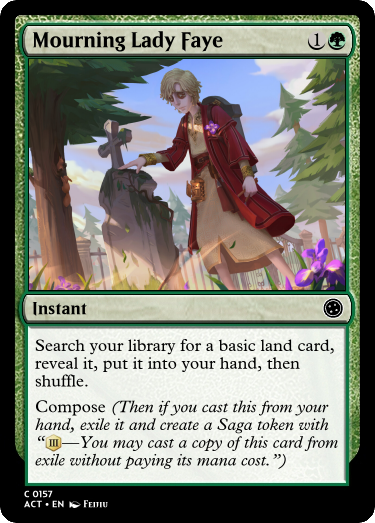 Mourning Lady Faye 1
Instant
Search your library for a basic land card,
reveal it, put it into your hand, then
shuffle.
Compose (Then if you cast this from your
hand, exile it and create a Saga token with
“III—You may cast a copy of this card from
exile without paying its mana cost.”)
C 0157
ACT • EN Feiju